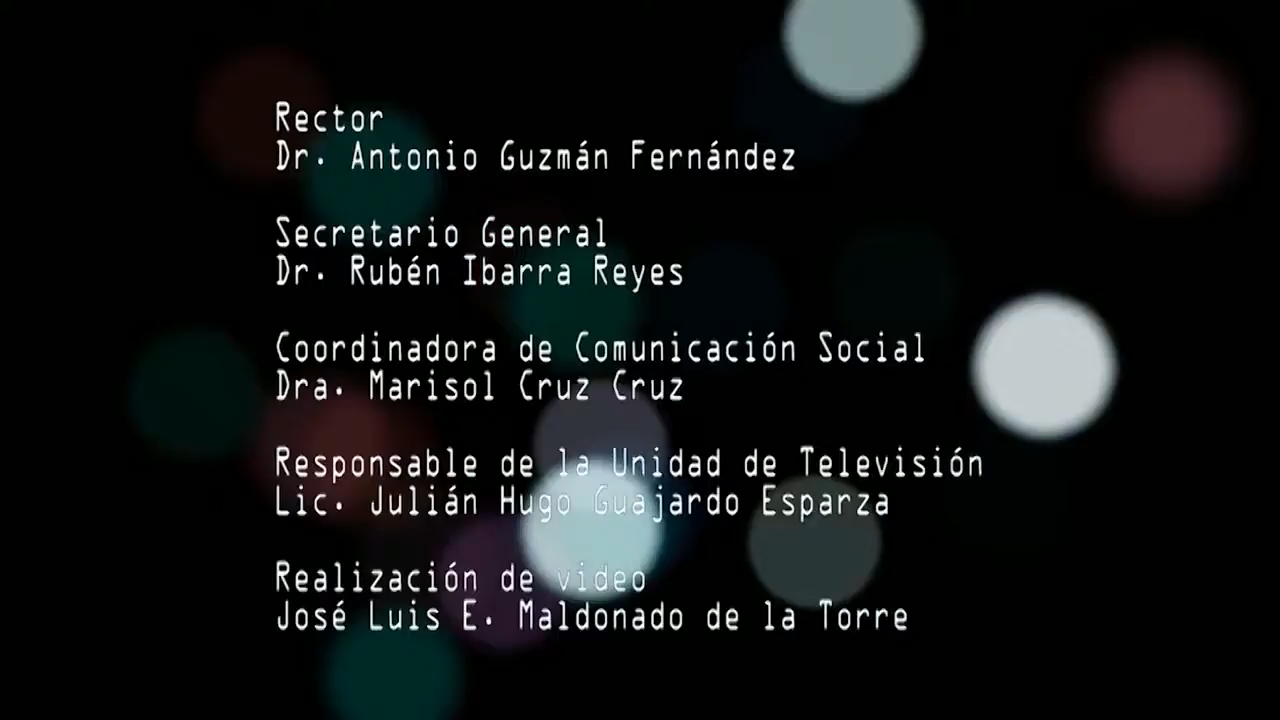 Rector
Dr. Antonio Guzmán Fernández
Secretario General
Dr. Rubén Ibarra Reyes
Coordinadora de Comunicación Social
Dra. Marisol Cruz Cruz
Responsable de la Unidad de Televisión
Lic. Julián Hugo Guajardo Esparza
Realización de video
José Luis E. Maldonado de la Torre